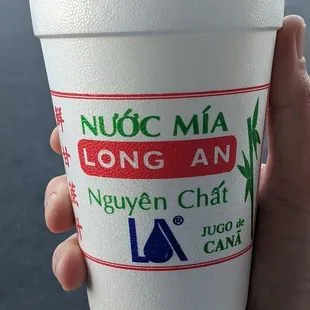 NƯỚC MÍA
LONG AN
Nguyên Chất
LA®
JUGO de
CANÃ